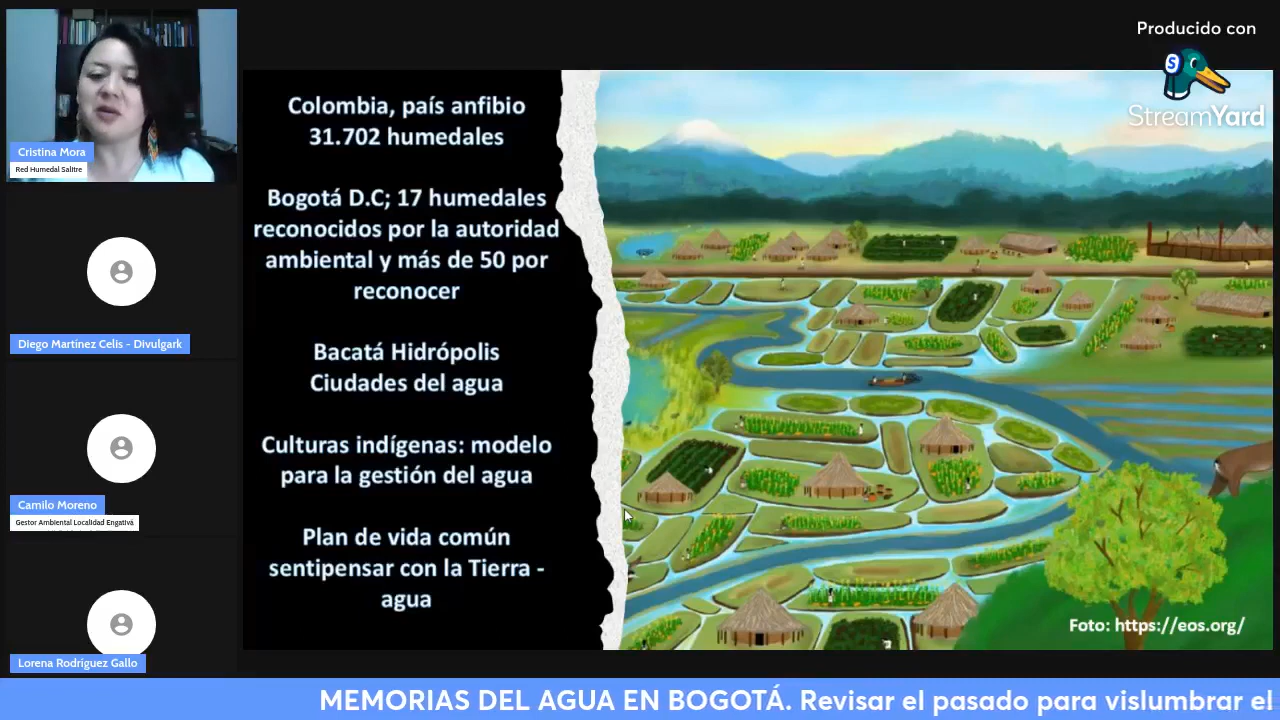 Producido con
StreamYard
Cristina Mora
Red Humedal Salitre
Diego Martínez Celis - Divulgark
Camilo Moreno
Gestor Ambiental Localidad Engativá
Lorena Rodriguez Gallo
Colombia, país anfibio
31.702 humedales
Bogotá D.C; 17 humedales
reconocidos por la autoridad
ambiental y más de 50 por
reconocer
Bacatá Hidrópolis
Ciudades del agua
Culturas indígenas: modelo
para la gestión del agua
Plan de vida común
sentipensar con la Tierra -
agua
Foto: https://eos.org/
MEMORIAS DEL AGUA EN BOGOTÁ. Revisar el pasado para vislumbrar el